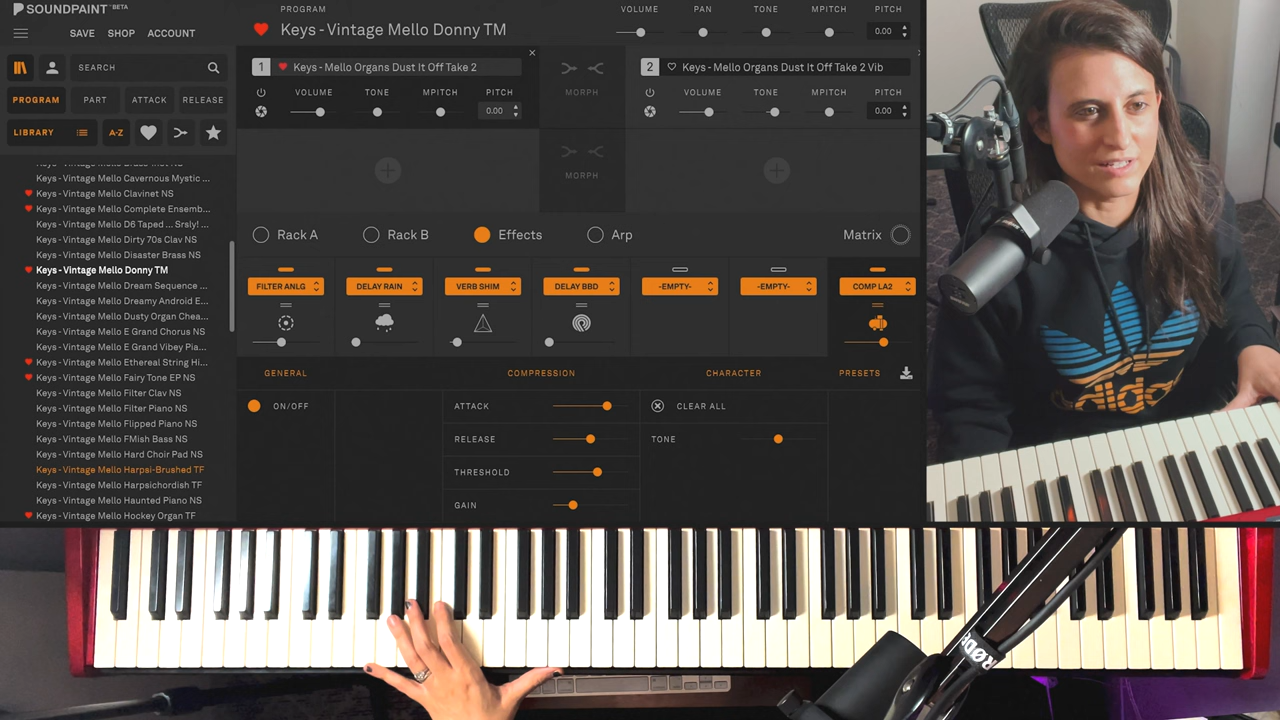 SOUNDPAINT™ BETA
SAVE SHOP ACCOUNT
SEARCH
PROGRAM PART ATTACK RELEASE
LIBRARY A-Z
Keys - Vintage Mello Cavernous Mystic ...
Keys - Vintage Mello Clavinet NS
Keys - Vintage Mello Complete Ensemb...
Keys - Vintage Mello D6 Taped ... Srsly! ...
Keys - Vintage Mello Dirty 70s Clav NS
Keys - Vintage Mello Disaster Brass NS
Keys - Vintage Mello Donny TM
Keys - Vintage Mello Dream Sequence ...
Keys - Vintage Mello Dreamy Android E...
Keys - Vintage Mello Dusty Organ Chea...
Keys - Vintage Mello E Grand Chorus NS
Keys - Vintage Mello E Grand Vibey Pia...
Keys - Vintage Mello Ethereal String Hi...
Keys - Vintage Mello Fairy Tone EP NS
Keys - Vintage Mello Filter Clav NS
Keys - Vintage Mello Filter Piano NS
Keys - Vintage Mello Flipped Piano NS
Keys - Vintage Mello FMish Bass NS
Keys - Vintage Mello Hard Choir Pad NS
Keys - Vintage Mello Harpsi-Brushed TF
Keys - Vintage Mello Harpsichordish TF
Keys - Vintage Mello Haunted Piano NS
Keys - Vintage Mello Hockey Organ TF
PROGRAM
Keys - Vintage Mello Donny TM
VOLUME PAN TONE MPITCH PITCH
0.00
1 Keys - Mello Organs Dust It Off Take 2
VOLUME TONE MPITCH PITCH
0.00
MORPH
MORPH
2 Keys - Mello Organs Dust It Off Take 2 Vib
VOLUME TONE MPITCH PITCH
0.00
Rack A Rack B Effects Arp Matrix
FILTER ANLG DELAY RAIN VERB SHIM DELAY BBD -EMPTY- -EMPTY- COMP LA2
GENERAL COMPRESSION CHARACTER PRESETS
ON/OFF ATTACK CLEAR ALL
RELEASE TONE
THRESHOLD
GAIN
adidas
RØDE